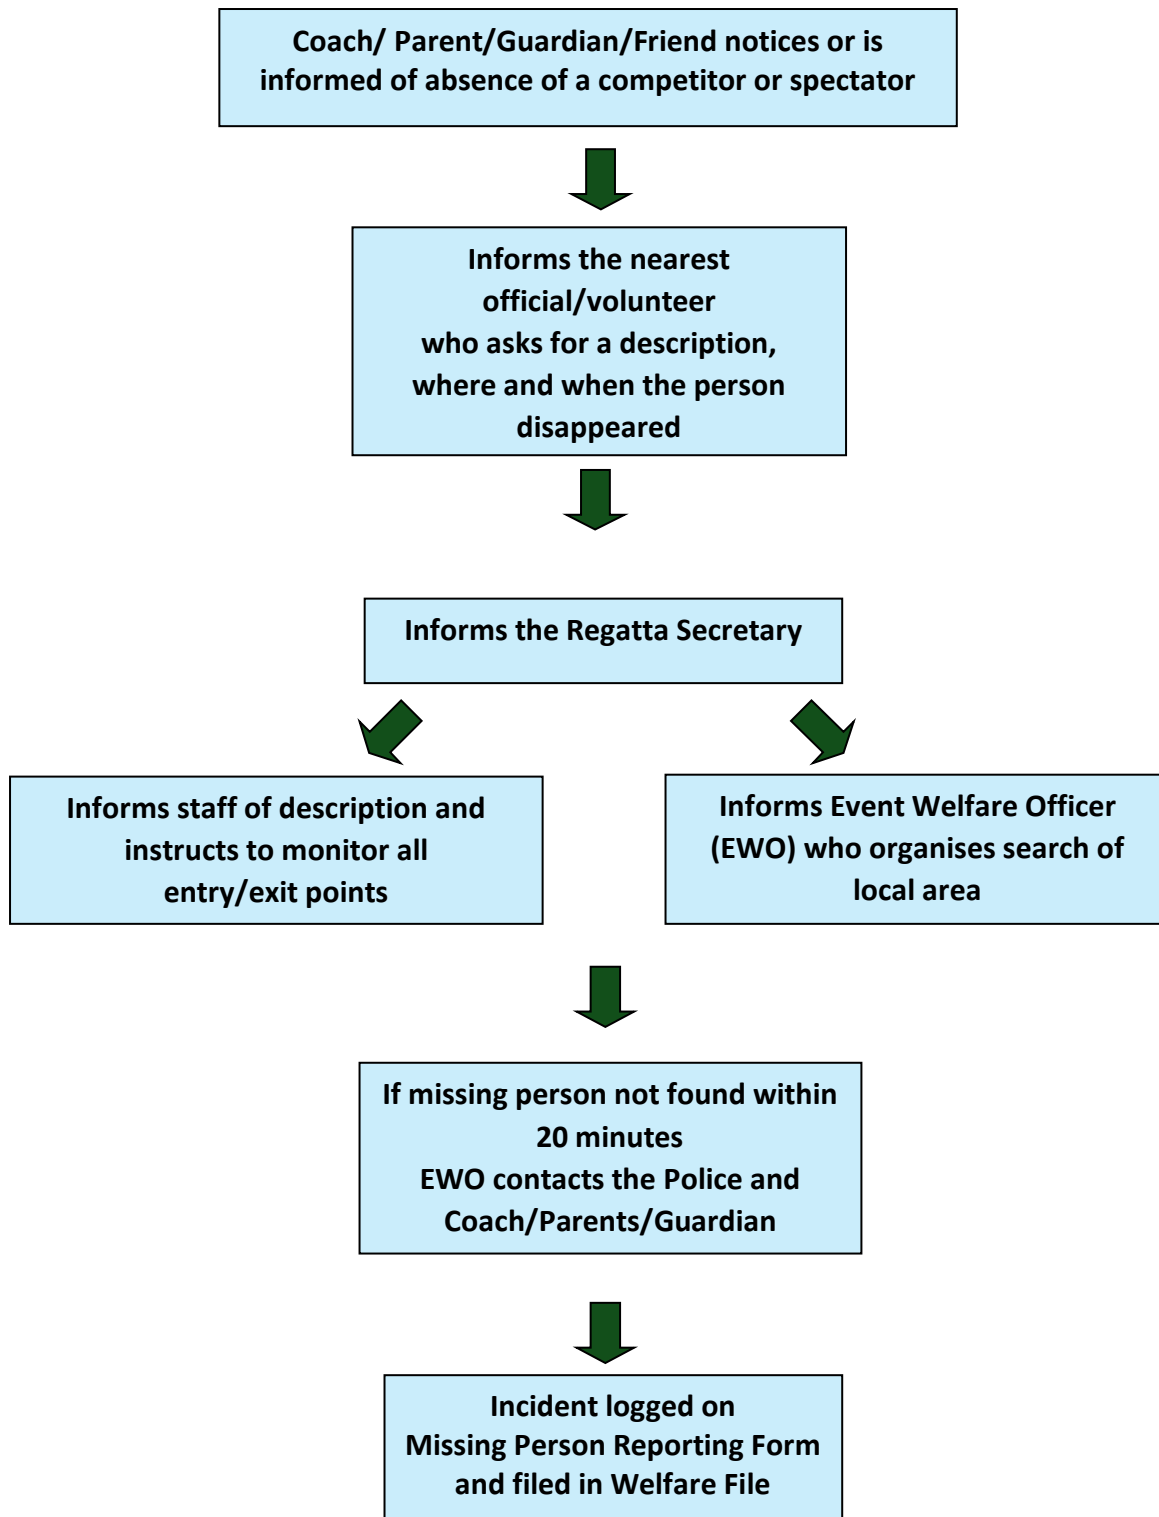 Coach/ Parent/Guardian/Friend notices or is
informed of absence of a competitor or spectator
Informs the nearest
official/volunteer
who asks for a description,
where and when the person
disappeared
Informs the Regatta Secretary
Informs staff of description and
instructs to monitor all
entry/exit points
Informs Event Welfare Officer
(EWO) who organises search of
local area
If missing person not found within
20 minutes
EWO contacts the Police and
Coach/Parents/Guardian
Incident logged on
Missing Person Reporting Form
and filed in Welfare File